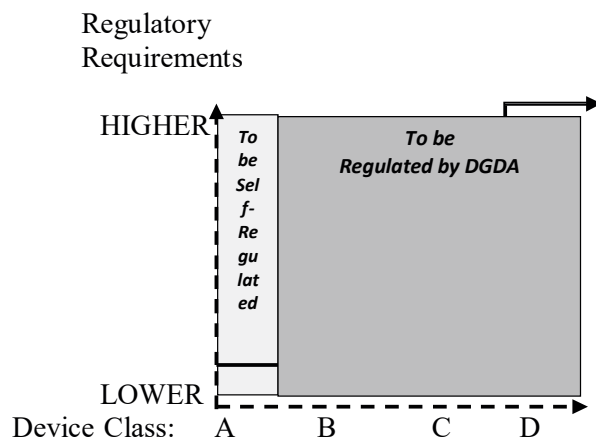 Regulatory
Requirements
HIGHER
To
be
Sel
f-
Re
gu
lat
ed
To be
Regulated by DGDA
LOWER
Device Class: A B C D